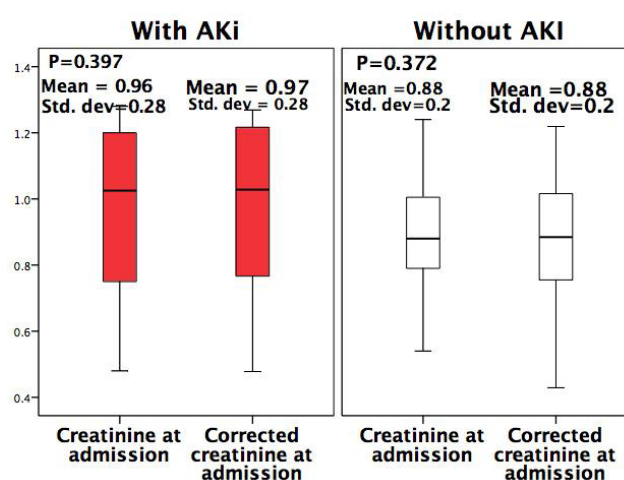 With AKi
Without AKI
P=0.397
Mean = 0.96
Std. dev=0.28
Mean = 0.97
Std. dev = 0.28
P=0.372
Mean =0.88
Std. dev=0.2
Mean =0.88
Std. dev=0.2
1.4
1.2
1.0
0.8
0.6
0.4
Creatinine at
admission
Corrected
creatinine at
admission
Creatinine at
admission
Corrected
creatinine at
admission